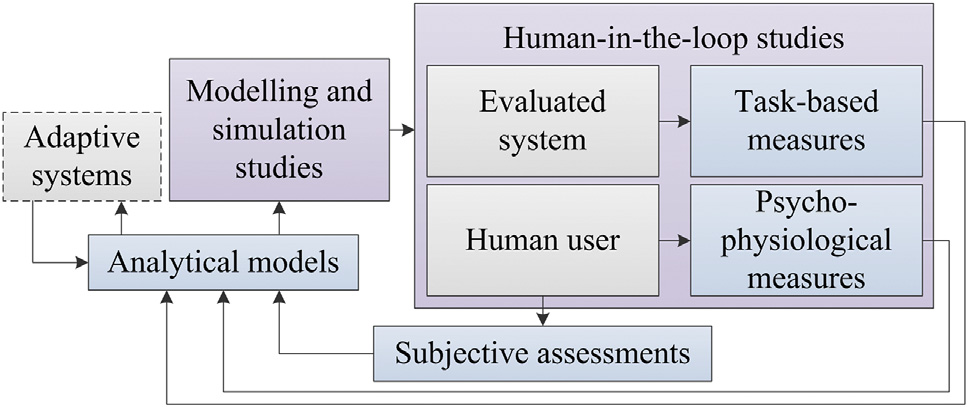 Human-in-the-loop studies
Modelling and
simulation
studies
Evaluated
system
Task-based
measures
Adaptive
systems
Human user
Psycho-
physiological
measures
Analytical models
Subjective assessments